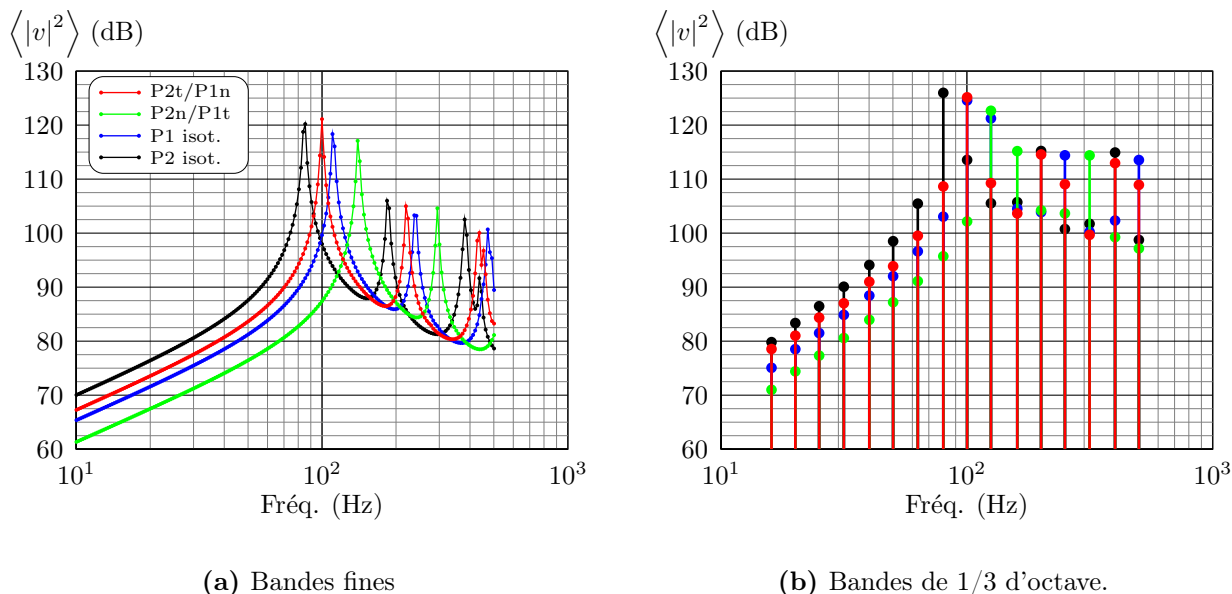 ⟨|v|²⟩ (dB)
130
120
110
100
90
80
70
60
10¹
10²
10³
Fréq. (Hz)
P2t/P1n
P2n/P1t
P1 isot.
P2 isot.
(a) Bandes fines
⟨|v|²⟩ (dB)
130
120
110
100
90
80
70
60
10¹
10²
10³
Fréq. (Hz)
(b) Bandes de 1/3 d'octave.